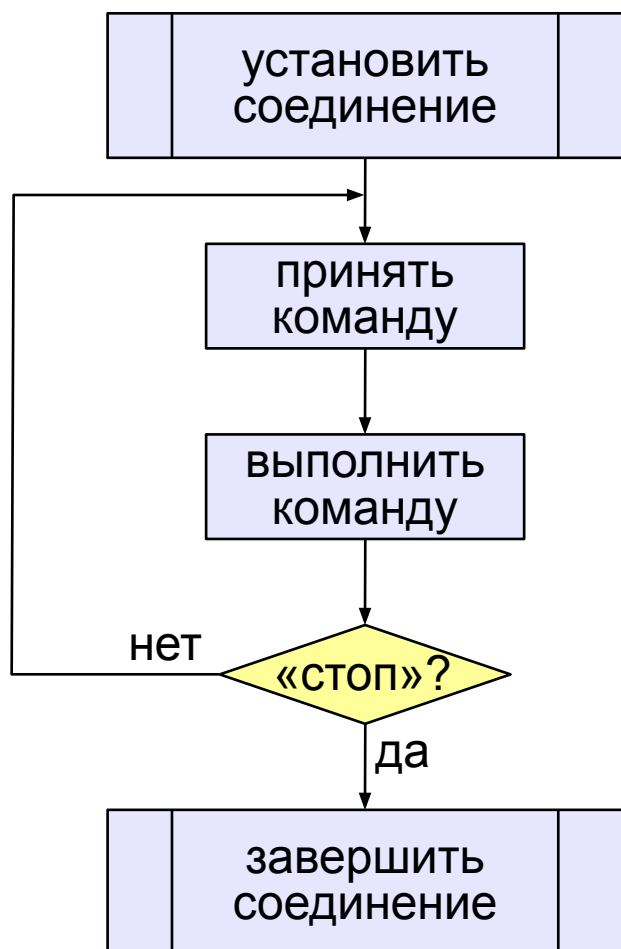 установить
соединение
принять
команду
выполнить
команду
нет
«стоп»?
да
завершить
соединение